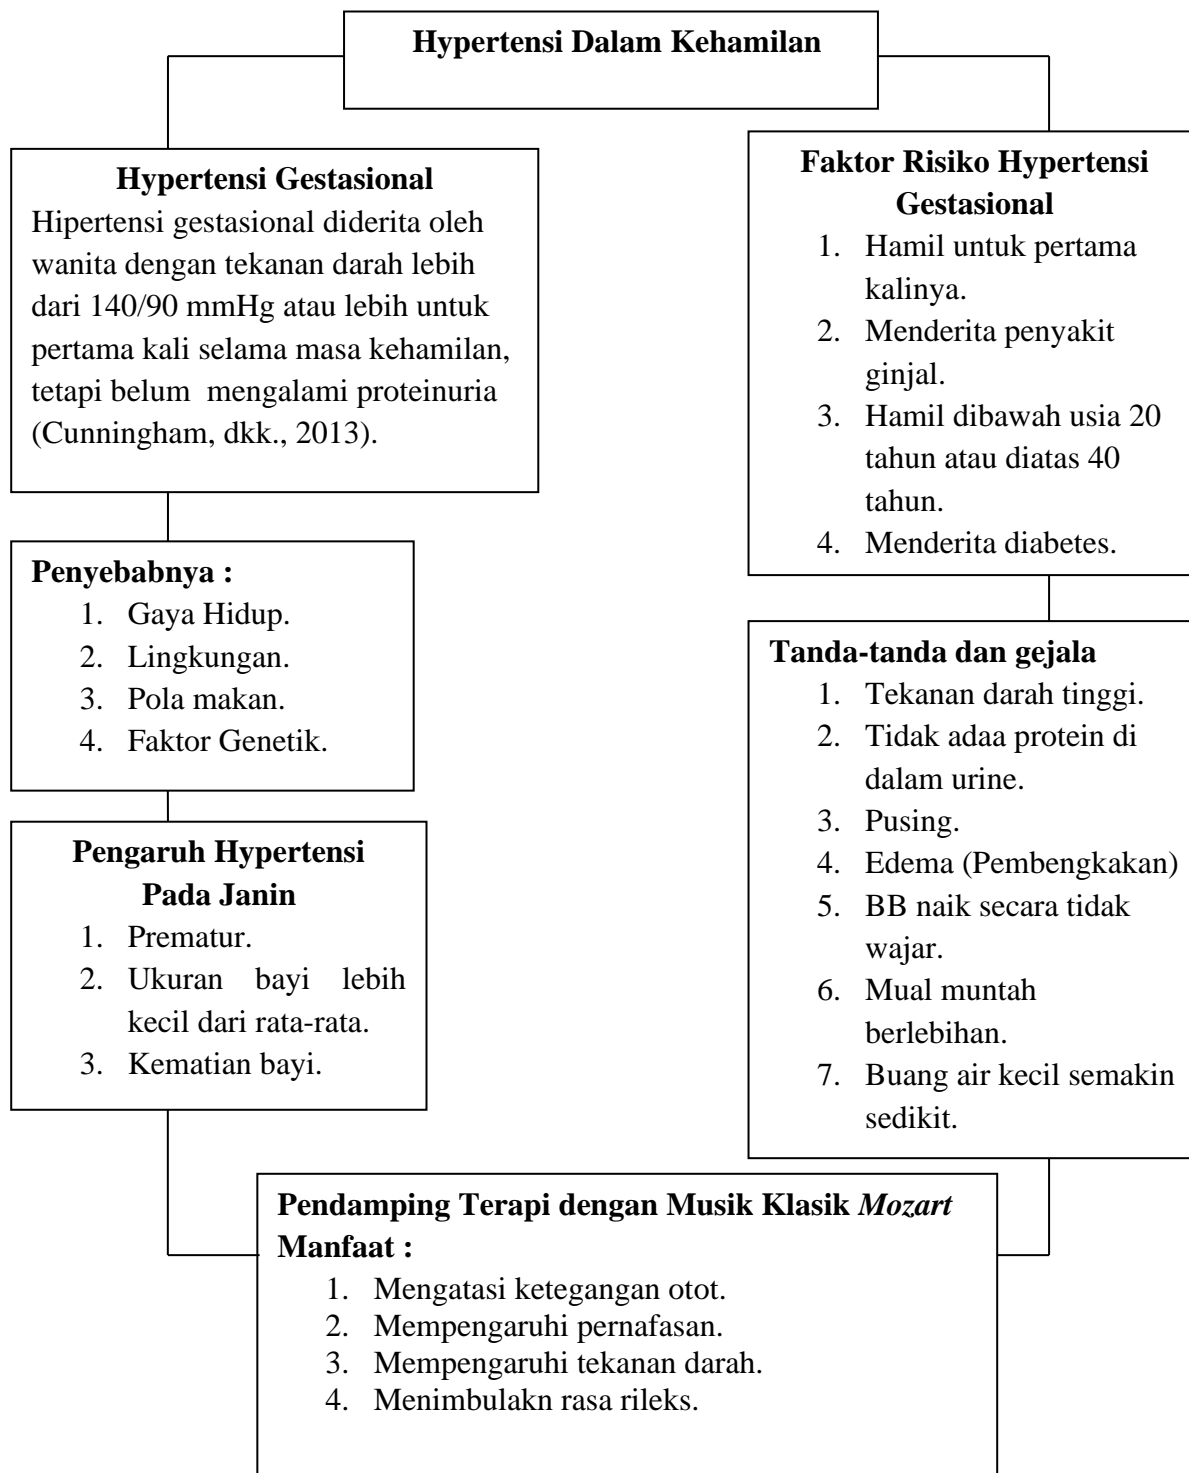 Hypertensi Dalam Kehamilan
Hypertensi Gestasional
Hipertensi gestasional diderita oleh
wanita dengan tekanan darah lebih
dari 140/90 mmHg atau lebih untuk
pertama kali selama masa kehamilan,
tetapi belum  mengalami proteinuria
(Cunningham, dkk., 2013).
Penyebabnya :
1. Gaya Hidup.
2. Lingkungan.
3. Pola makan.
4. Faktor Genetik.
Pengaruh Hypertensi
Pada Janin
1. Prematur.
2. Ukuran bayi lebih
kecil dari rata-rata.
3. Kematian bayi.
Faktor Risiko Hypertensi
Gestasional
1. Hamil untuk pertama
kalinya.
2. Menderita penyakit
ginjal.
3. Hamil dibawah usia 20
tahun atau diatas 40
tahun.
4. Menderita diabetes.
Tanda-tanda dan gejala
1. Tekanan darah tinggi.
2. Tidak adaa protein di
dalam urine.
3. Pusing.
4. Edema (Pembengkakan)
5. BB naik secara tidak
wajar.
6. Mual muntah
berlebihan.
7. Buang air kecil semakin
sedikit.
Pendamping Terapi dengan Musik Klasik Mozart
Manfaat :
1. Mengatasi ketegangan otot.
2. Mempengaruhi pernafasan.
3. Mempengaruhi tekanan darah.
4. Menimbulakn rasa rileks.